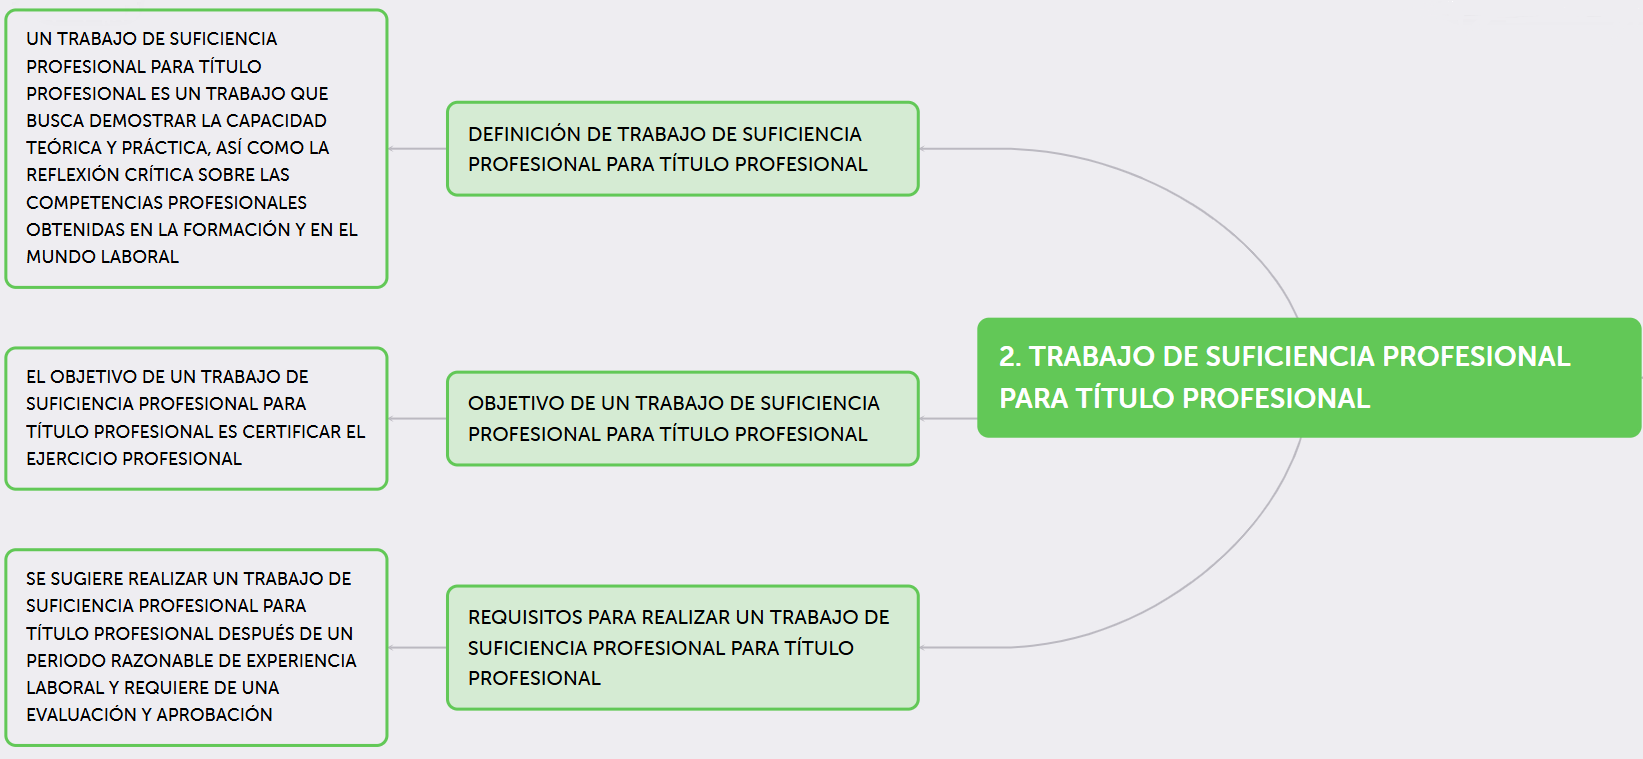 2. TRABAJO DE SUFICIENCIA PROFESIONAL
PARA TÍTULO PROFESIONAL
DEFINICIÓN DE TRABAJO DE SUFICIENCIA
PROFESIONAL PARA TÍTULO PROFESIONAL
UN TRABAJO DE SUFICIENCIA
PROFESIONAL PARA TÍTULO
PROFESIONAL ES UN TRABAJO QUE
BUSCA DEMOSTRAR LA CAPACIDAD
TEÓRICA Y PRÁCTICA, ASÍ COMO LA
REFLEXIÓN CRÍTICA SOBRE LAS
COMPETENCIAS PROFESIONALES
OBTENIDAS EN LA FORMACIÓN Y EN EL
MUNDO LABORAL
OBJETIVO DE UN TRABAJO DE SUFICIENCIA
PROFESIONAL PARA TÍTULO PROFESIONAL
EL OBJETIVO DE UN TRABAJO DE
SUFICIENCIA PROFESIONAL PARA
TÍTULO PROFESIONAL ES CERTIFICAR EL
EJERCICIO PROFESIONAL
REQUISITOS PARA REALIZAR UN TRABAJO DE
SUFICIENCIA PROFESIONAL PARA TÍTULO
PROFESIONAL
SE SUGIERE REALIZAR UN TRABAJO DE
SUFICIENCIA PROFESIONAL PARA
TÍTULO PROFESIONAL DESPUÉS DE UN
PERIODO RAZONABLE DE EXPERIENCIA
LABORAL Y REQUIERE DE UNA
EVALUACIÓN Y APROBACIÓN